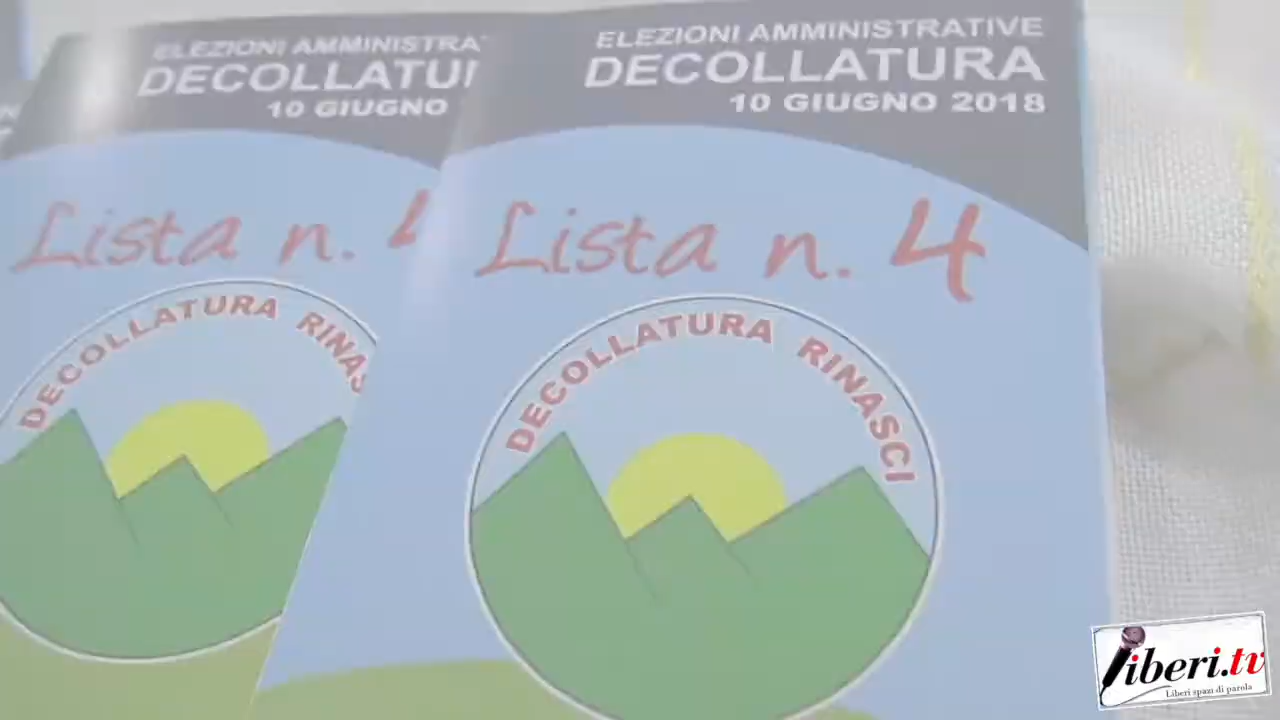 ELEZIONI AMMINISTRA
DECOLLATU
10 GIUGNO
Lista n. 4
DECOLLATURA RINAS
ELEZIONI AMMINISTRATIVE
DECOLLATURA
10 GIUGNO 2018
Lista n. 4
DECOLLATURA RINASCI
liberi.tv
Liberi spazi di parola